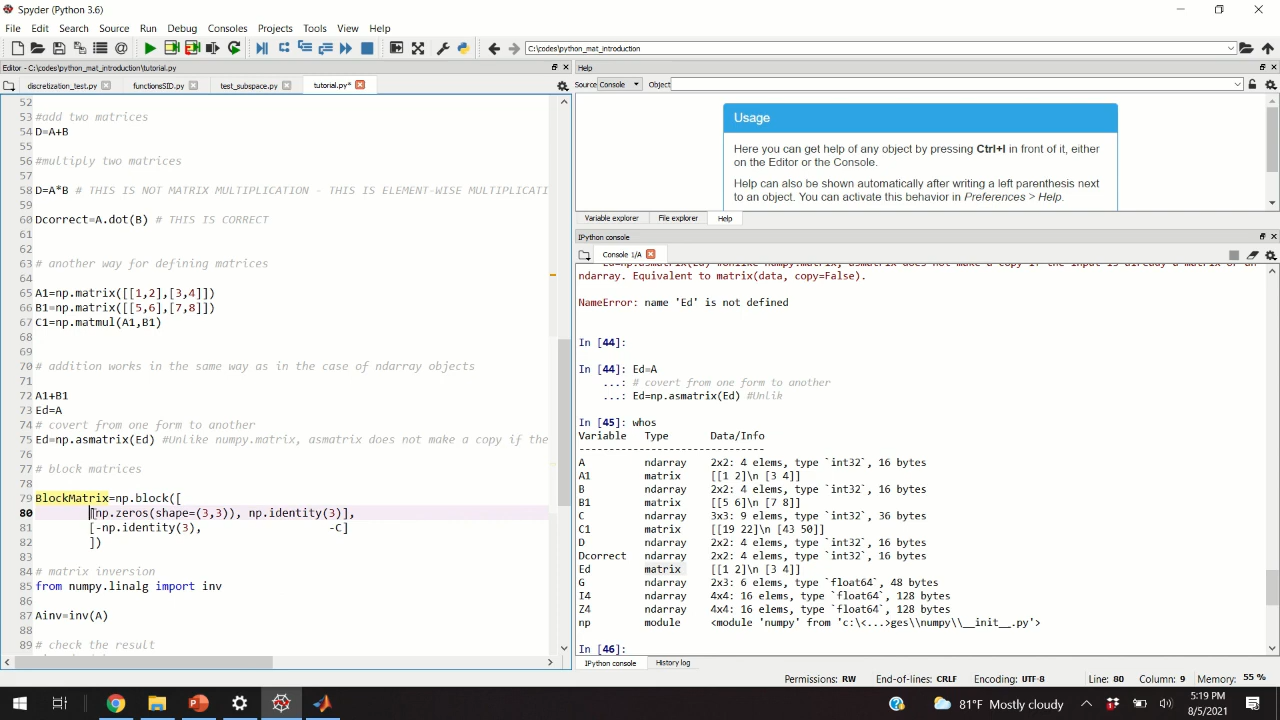 Spyder (Python 3.6)
File Edit Search Source Run Debug Consoles Projects Tools View Help
C:\codes\python_mat_introduction
Editor - C:\codes\python_mat_introduction\tutorial.py
discretization_test.py functionsSID.py test_subspace.py tutorial.py*
52
53 #add two matrices
54 D=A+B
55
56 #multiply two matrices
57
58 D=A*B # THIS IS NOT MATRIX MULTIPLICATION - THIS IS ELEMENT-WISE MULTIPLICATI
59
60 Dcorrect=A.dot(B) # THIS IS CORRECT
61
62
63 # another way for defining matrices
64
65 A1=np.matrix([[1,2],[3,4]])
66 B1=np.matrix([[5,6],[7,8]])
67 C1=np.matmul(A1,B1)
68
69
70 # addition works in the same way as in the case of ndarray objects
71
72 A1+B1
73 Ed=A
74 # covert from one form to another
75 Ed=np.asmatrix(Ed) #Unlike numpy.matrix, asmatrix does not make a copy if the
76
77 # block matrices
78
79 BlockMatrix=np.block([
80 [np.zeros(shape=(3,3)), np.identity(3)],
81 [-np.identity(3), -C]
82 ])
83
84 # matrix inversion
85 from numpy.linalg import inv
86
87 Ainv=inv(A)
88
89 # check the result
Help
Source Console Object
Usage
Here you can get help of any object by pressing Ctrl+I in front of it, either
on the Editor or the Console.
Help can also be shown automatically after writing a left parenthesis next
to an object. You can activate this behavior in Preferences > Help.
Variable explorer File explorer Help
IPython console
Console 1/A
ndarray. Equivalent to matrix(data, copy=False).
NameError: name 'Ed' is not defined
In [44]:
In [44]: Ed=A
...: # covert from one form to another
...: Ed=np.asmatrix(Ed) #Unlik
In [45]: whos
Variable Type Data/Info
-----------------------------
A ndarray 2x2: 4 elems, type `int32`, 16 bytes
A1 matrix [[1 2]\n [3 4]]
B ndarray 2x2: 4 elems, type `int32`, 16 bytes
B1 matrix [[5 6]\n [7 8]]
C ndarray 3x3: 9 elems, type `int32`, 36 bytes
C1 matrix [[19 22]\n [43 50]]
D ndarray 2x2: 4 elems, type `int32`, 16 bytes
Dcorrect ndarray 2x2: 4 elems, type `int32`, 16 bytes
Ed matrix [[1 2]\n [3 4]]
G ndarray 2x3: 6 elems, type `float64`, 48 bytes
I4 ndarray 4x4: 16 elems, type `float64`, 128 bytes
Z4 ndarray 4x4: 16 elems, type `float64`, 128 bytes
np module <module 'numpy' from 'c:\<...>ges\\numpy\\__init__.py'>
In [46]:
IPython console History log
Permissions: RW End-of-lines: CRLF Encoding: UTF-8 Line: 80 Column: 9 Memory: 55 %
81°F Mostly cloudy
5:19 PM
8/5/2021